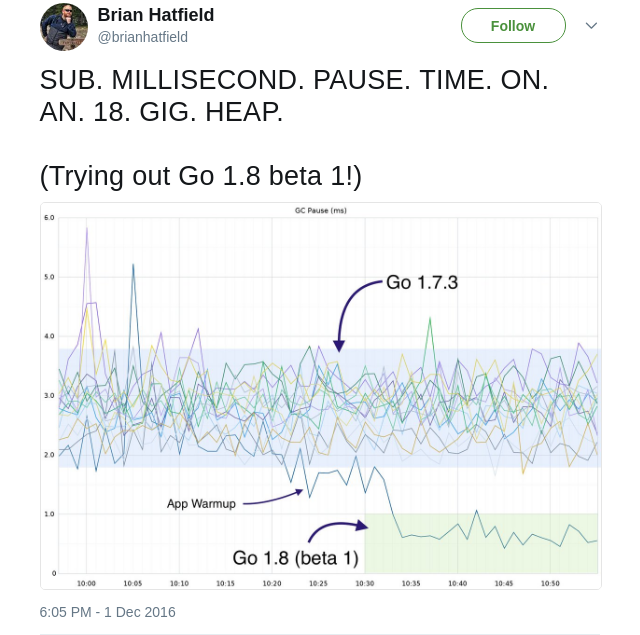 Brian Hatfield
@brianhatfield
Follow
SUB. MILLISECOND. PAUSE. TIME. ON.
AN. 18. GIG. HEAP.
(Trying out Go 1.8 beta 1!)
GC Pause (ms)
6.0
5.0
4.0
3.0
2.0
1.0
0
Go 1.7.3
App Warmup
Go 1.8 (beta 1)
10:00 10:05 10:10 10:15 10:20 10:25 10:30 10:35 10:40 10:45 10:50
6:05 PM - 1 Dec 2016